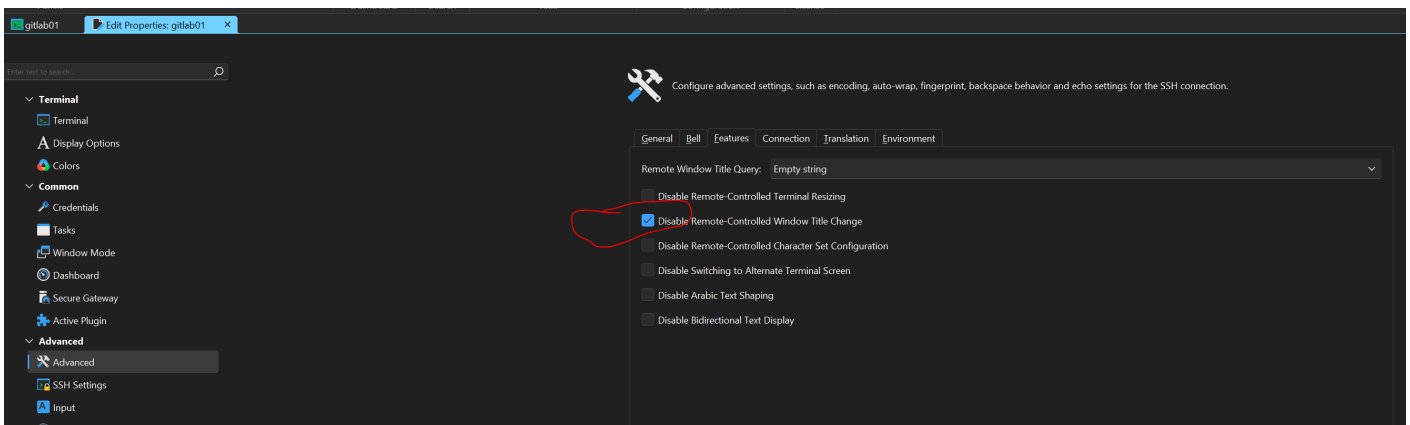 gitlab01
Edit Properties: gitlab01
Enter text to search...
Terminal
Terminal
Display Options
Colors
Common
Credentials
Tasks
Window Mode
Dashboard
Secure Gateway
Active Plugin
Advanced
Advanced
SSH Settings
Input
Configure advanced settings, such as encoding, auto-wrap, fingerprint, backspace behavior and echo settings for the SSH connection.
General Bell Features Connection Translation Environment
Remote Window Title Query: Empty string
Disable Remote-Controlled Terminal Resizing
Disable Remote-Controlled Window Title Change
Disable Remote-Controlled Character Set Configuration
Disable Switching to Alternate Terminal Screen
Disable Arabic Text Shaping
Disable Bidirectional Text Display